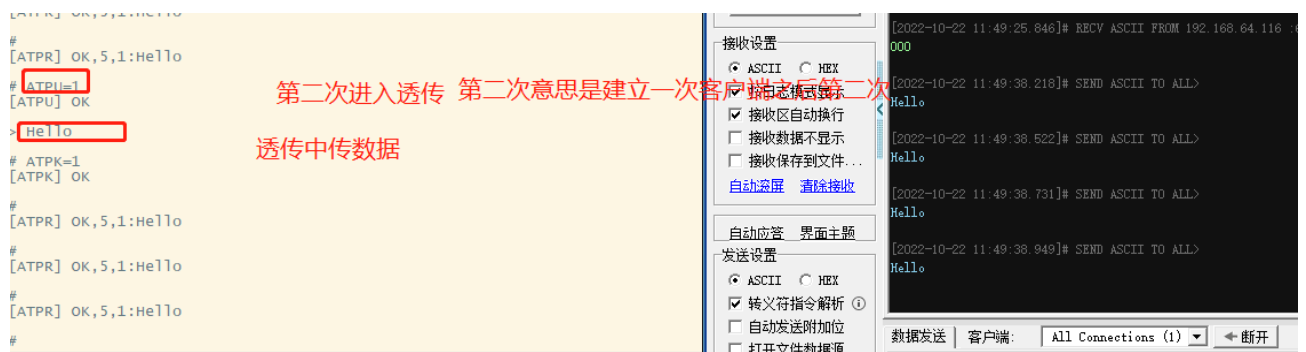 [ATPR] OK,5,1:Hello
#
[ATPR] OK,5,1:Hello
# ATPU=1
[ATPU] OK
> Hello
# ATPK=1
[ATPK] OK
#
[ATPR] OK,5,1:Hello
#
[ATPR] OK,5,1:Hello
#
[ATPR] OK,5,1:Hello
#
第二次进入透传
第二次意思是建立一次客户端之后第二次
透传中传数据
接收设置
ASCII HEX
按日志模式显示
接收区自动换行
接收数据不显示
接收保存到文件...
自动滚屏 清除接收
自动应答 界面主题
发送设置
ASCII HEX
转义符指令解析
自动发送附加位
打开文件数据源
[2022-10-22 11:49:25.846]# RECV ASCII FROM 192.168.64.116
000
[2022-10-22 11:49:38.218]# SEND ASCII TO ALL>
Hello
[2022-10-22 11:49:38.522]# SEND ASCII TO ALL>
Hello
[2022-10-22 11:49:38.731]# SEND ASCII TO ALL>
Hello
[2022-10-22 11:49:38.949]# SEND ASCII TO ALL>
Hello
数据发送 客户端: All Connections (1) 断开